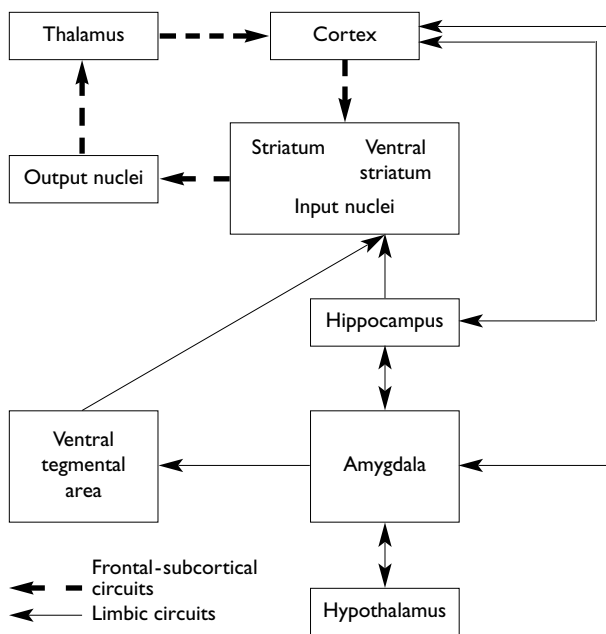 Thalamus
Cortex
Striatum
Ventral
striatum
Input nuclei
Output nuclei
Hippocampus
Ventral
tegmental
area
Amygdala
Hypothalamus
Frontal-subcortical
circuits
Limbic circuits